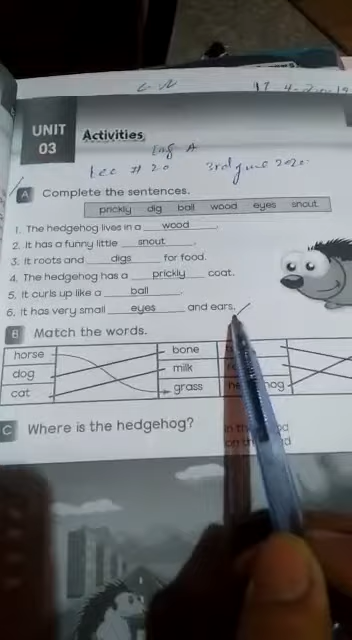 UNIT
03
Activities
Eng A
Lec # 20 3rd June 2020
A Complete the sentences.
prickly dig ball wood eyes snout
1. The hedgehog lives in a wood.
2. It has a funny little snout.
3. It roots and digs for food.
4. The hedgehog has a prickly coat.
5. It curls up like a ball.
6. It has very small eyes and ears.
B Match the words.
horse bone
dog milk
cat grass
C Where is the hedgehog?